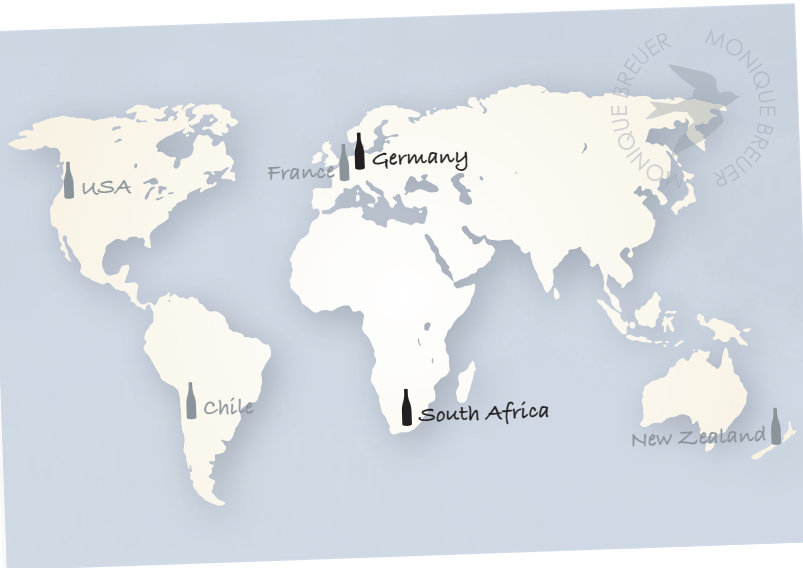 MONIQUE BREUER
MONIQUE BREUER
Germany
France
USA
Chile
South Africa
New Zealand